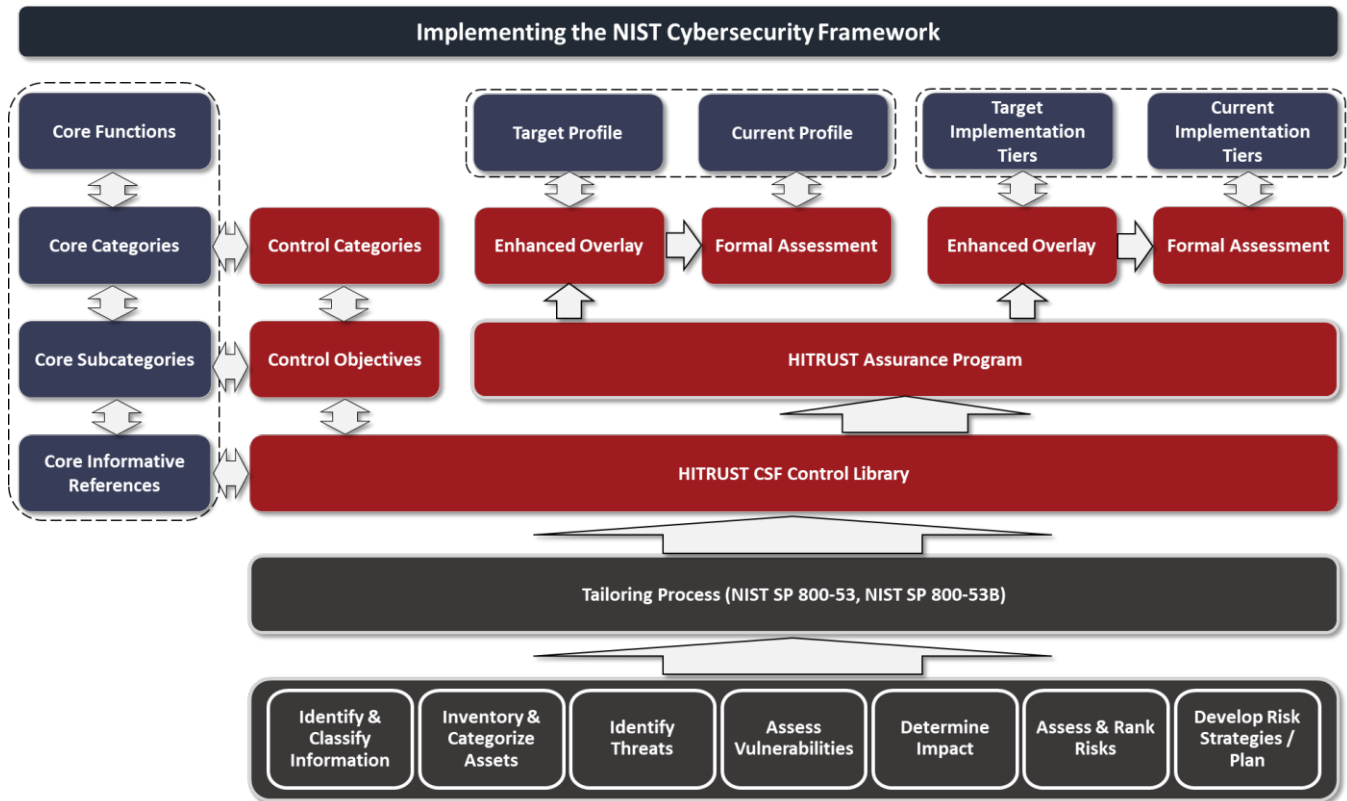 Implementing the NIST Cybersecurity Framework
Core Functions
Target Profile
Current Profile
Target
Implementation
Tiers
Current
Implementation
Tiers
Core Categories
Control Categories
Enhanced Overlay
Formal Assessment
Enhanced Overlay
Formal Assessment
Core Subcategories
Control Objectives
HITRUST Assurance Program
Core Informative
References
HITRUST CSF Control Library
Tailoring Process (NIST SP 800-53, NIST SP 800-53B)
Identify &
Classify
Information
Inventory &
Categorize
Assets
Identify
Threats
Assess
Vulnerabilities
Determine
Impact
Assess & Rank
Risks
Develop Risk
Strategies /
Plan